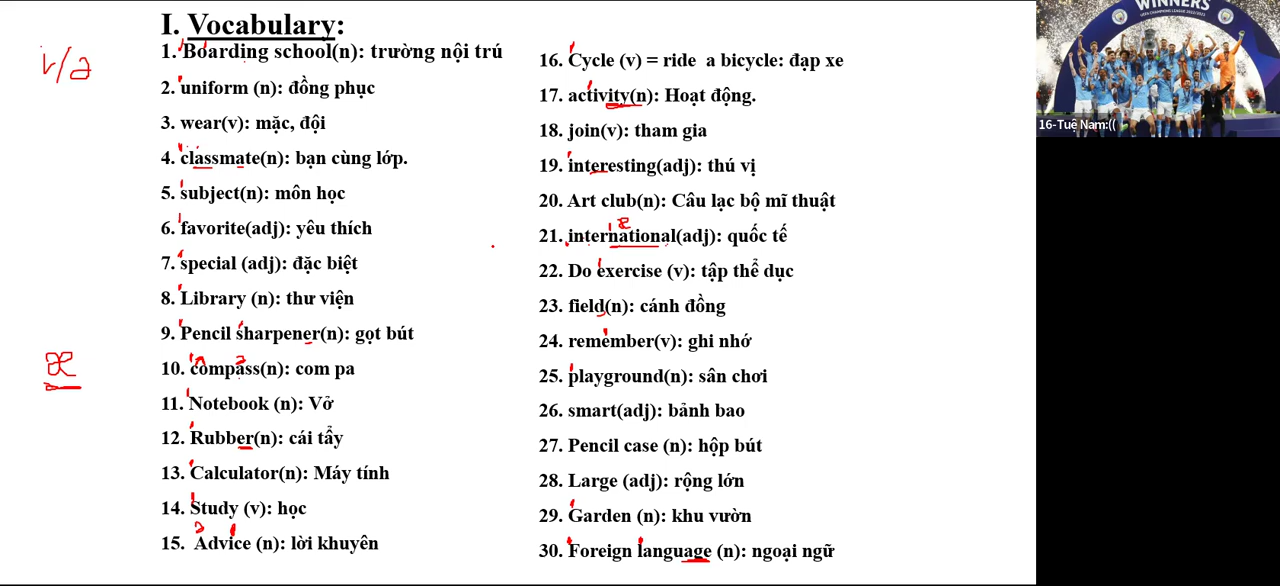 I. Vocabulary:
1. Boarding school(n): trường nội trú
2. uniform (n): đồng phục
3. wear(v): mặc, đội
4. classmate(n): bạn cùng lớp.
5. subject(n): môn học
6. favorite(adj): yêu thích
7. special (adj): đặc biệt
8. Library (n): thư viện
9. Pencil sharpener(n): gọt bút
10. compass(n): com pa
11. Notebook (n): Vở
12. Rubber(n): cái tẩy
13. Calculator(n): Máy tính
14. Study (v): học
15. Advice (n): lời khuyên
16. Cycle (v) = ride a bicycle: đạp xe
17. activity(n): Hoạt động.
18. join(v): tham gia
19. interesting(adj): thú vị
20. Art club(n): Câu lạc bộ mĩ thuật
21. international(adj): quốc tế
22. Do exercise (v): tập thể dục
23. field(n): cánh đồng
24. remember(v): ghi nhớ
25. playground(n): sân chơi
26. smart(adj): bảnh bao
27. Pencil case (n): hộp bút
28. Large (adj): rộng lớn
29. Garden (n): khu vườn
30. Foreign language (n): ngoại ngữ
æ
WINNERS
16-Tuệ Nam:((